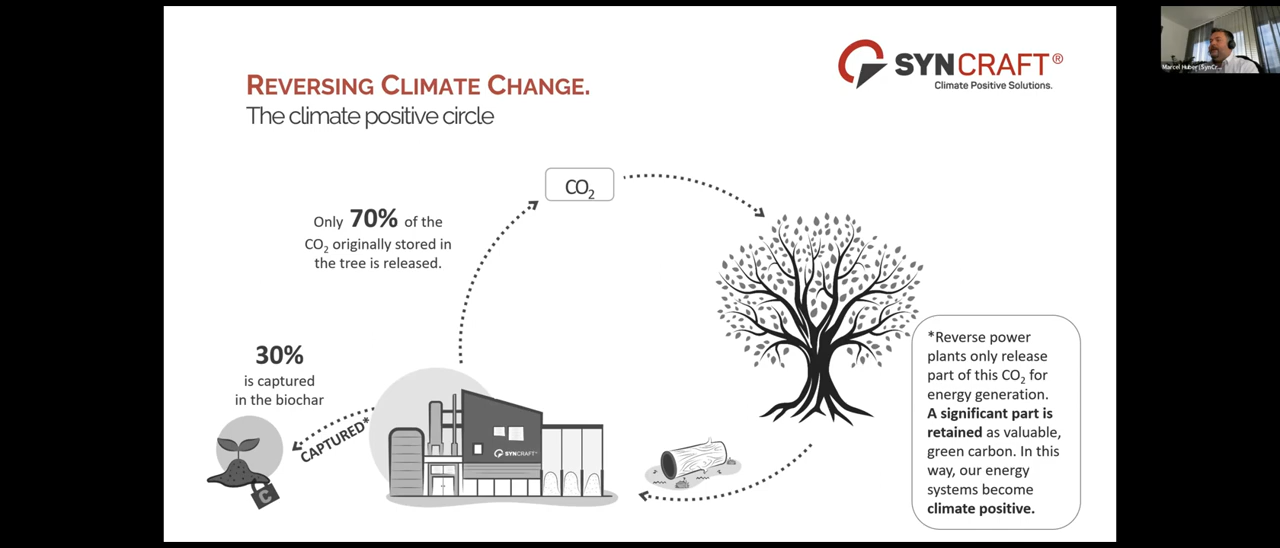 REVERSING CLIMATE CHANGE.
The climate positive circle
SYNCRAFT®
Climate Positive Solutions.
Marcel Huber (SynCr...
CO2
Only 70% of the
CO2 originally stored in
the tree is released.
30%
is captured
in the biochar
CAPTURED*
C
SYNCRAFT
*Reverse power
plants only release
part of this CO2 for
energy generation.
A significant part is
retained as valuable,
green carbon. In this
way, our energy
systems become
climate positive.